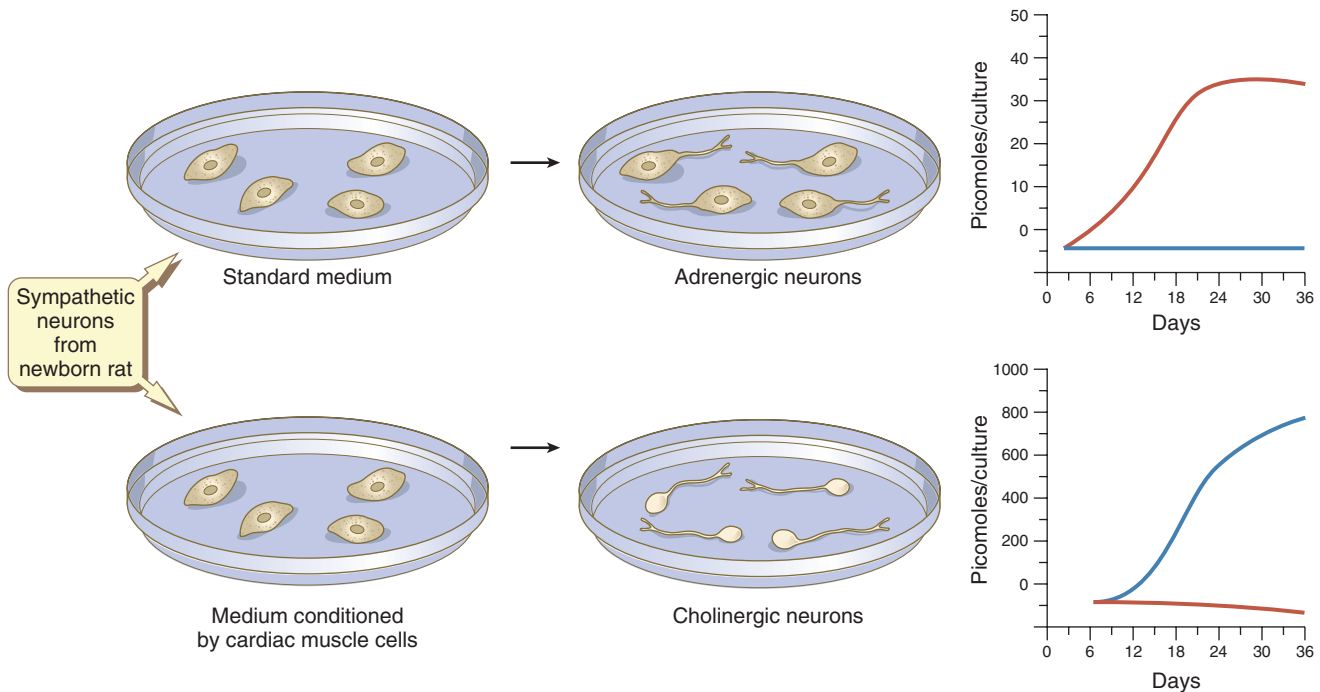 Sympathetic
neurons
from
newborn rat
Standard medium
Adrenergic neurons
Picomoles/culture
50
40
30
20
10
0
0 6 12 18 24 30 36
Days
Medium conditioned
by cardiac muscle cells
Cholinergic neurons
Picomoles/culture
1000
800
600
400
200
0
0 6 12 18 24 30 36
Days